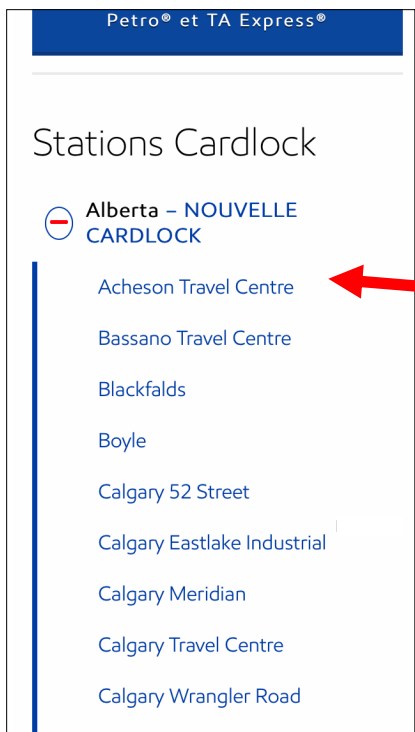 Petro® et TA Express®
Stations Cardlock
Alberta – NOUVELLE
CARDLOCK
Acheson Travel Centre
Bassano Travel Centre
Blackfalds
Boyle
Calgary 52 Street
Calgary Eastlake Industrial
Calgary Meridian
Calgary Travel Centre
Calgary Wrangler Road